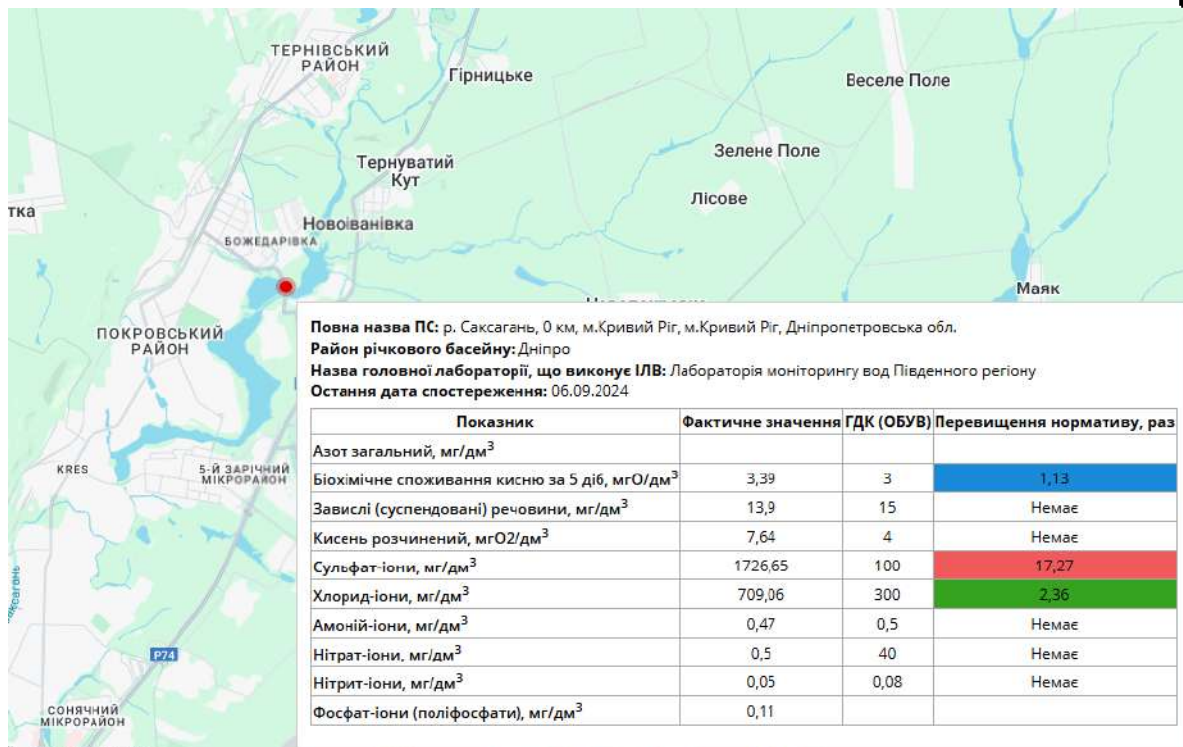 ТЕРНІВСЬКИЙ
РАЙОН
Гірницьке
Веселе Поле
Зелене Поле
Тернуватий
Кут
Лісове
тка
Новоіванівка
БОЖЕДАРІВКА
Маяк
ПОКРОВСЬКИЙ
РАЙОН
KRES
5-Й ЗАРІЧНИЙ
МІКРОРАЙОН
P74
СОНЯЧНИЙ
МІКРОРАЙОН
Повна назва ПС: р. Саксагань, 0 км, м.Кривий Ріг, м.Кривий Ріг, Дніпропетровська обл.
Район річкового басейну: Дніпро
Назва головної лабораторії, що виконує ІЛВ: Лабораторія моніторингу вод Південного регіону
Остання дата спостереження: 06.09.2024
Показник Фактичне значення ГДК (ОБУВ) Перевищення нормативу, раз
Азот загальний, мг/дм³
Біохімічне споживання кисню за 5 діб, мгО/дм³ 3,39 3 1,13
Завислі (суспендовані) речовини, мг/дм³ 13,9 15 Немає
Кисень розчинений, мгО2/дм³ 7,64 4 Немає
Сульфат-іони, мг/дм³ 1726,65 100 17,27
Хлорид-іони, мг/дм³ 709,06 300 2,36
Амоній-іони, мг/дм³ 0,47 0,5 Немає
Нітрат-іони, мг/дм³ 0,5 40 Немає
Нітрит-іони, мг/дм³ 0,05 0,08 Немає
Фосфат-іони (поліфосфати), мг/дм³ 0,11